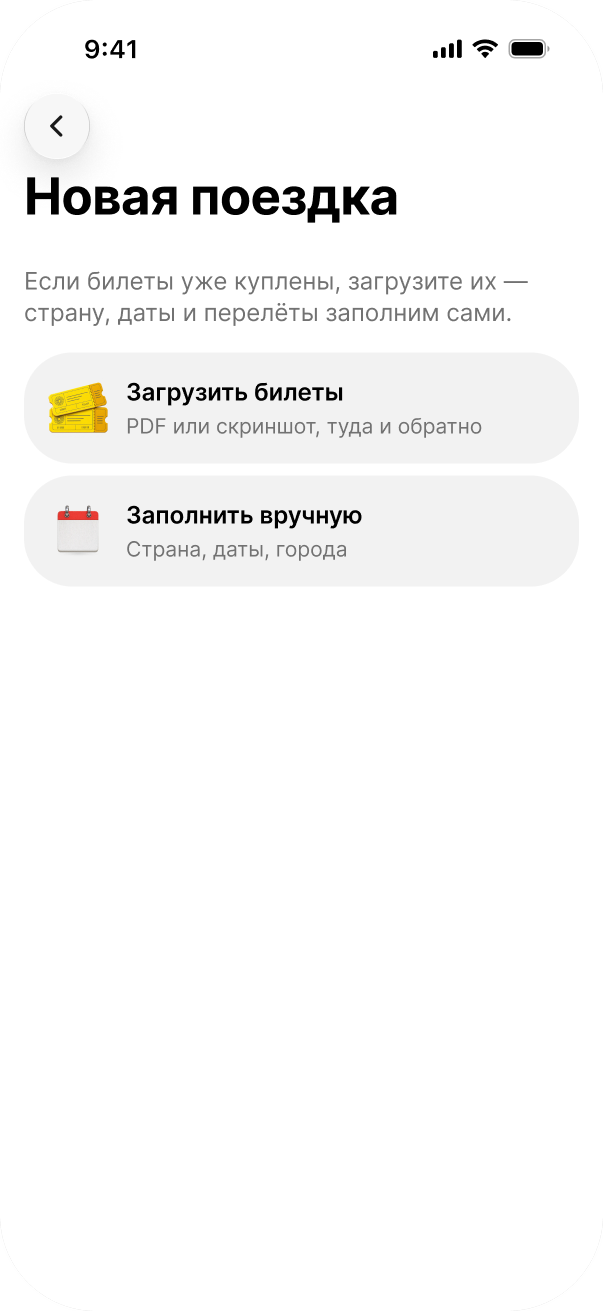 9:41
Новая поездка
Если билеты уже куплены, загрузите их —
страну, даты и перелёты заполним сами.
Загрузить билеты
PDF или скриншот, туда и обратно
Заполнить вручную
Страна, даты, города